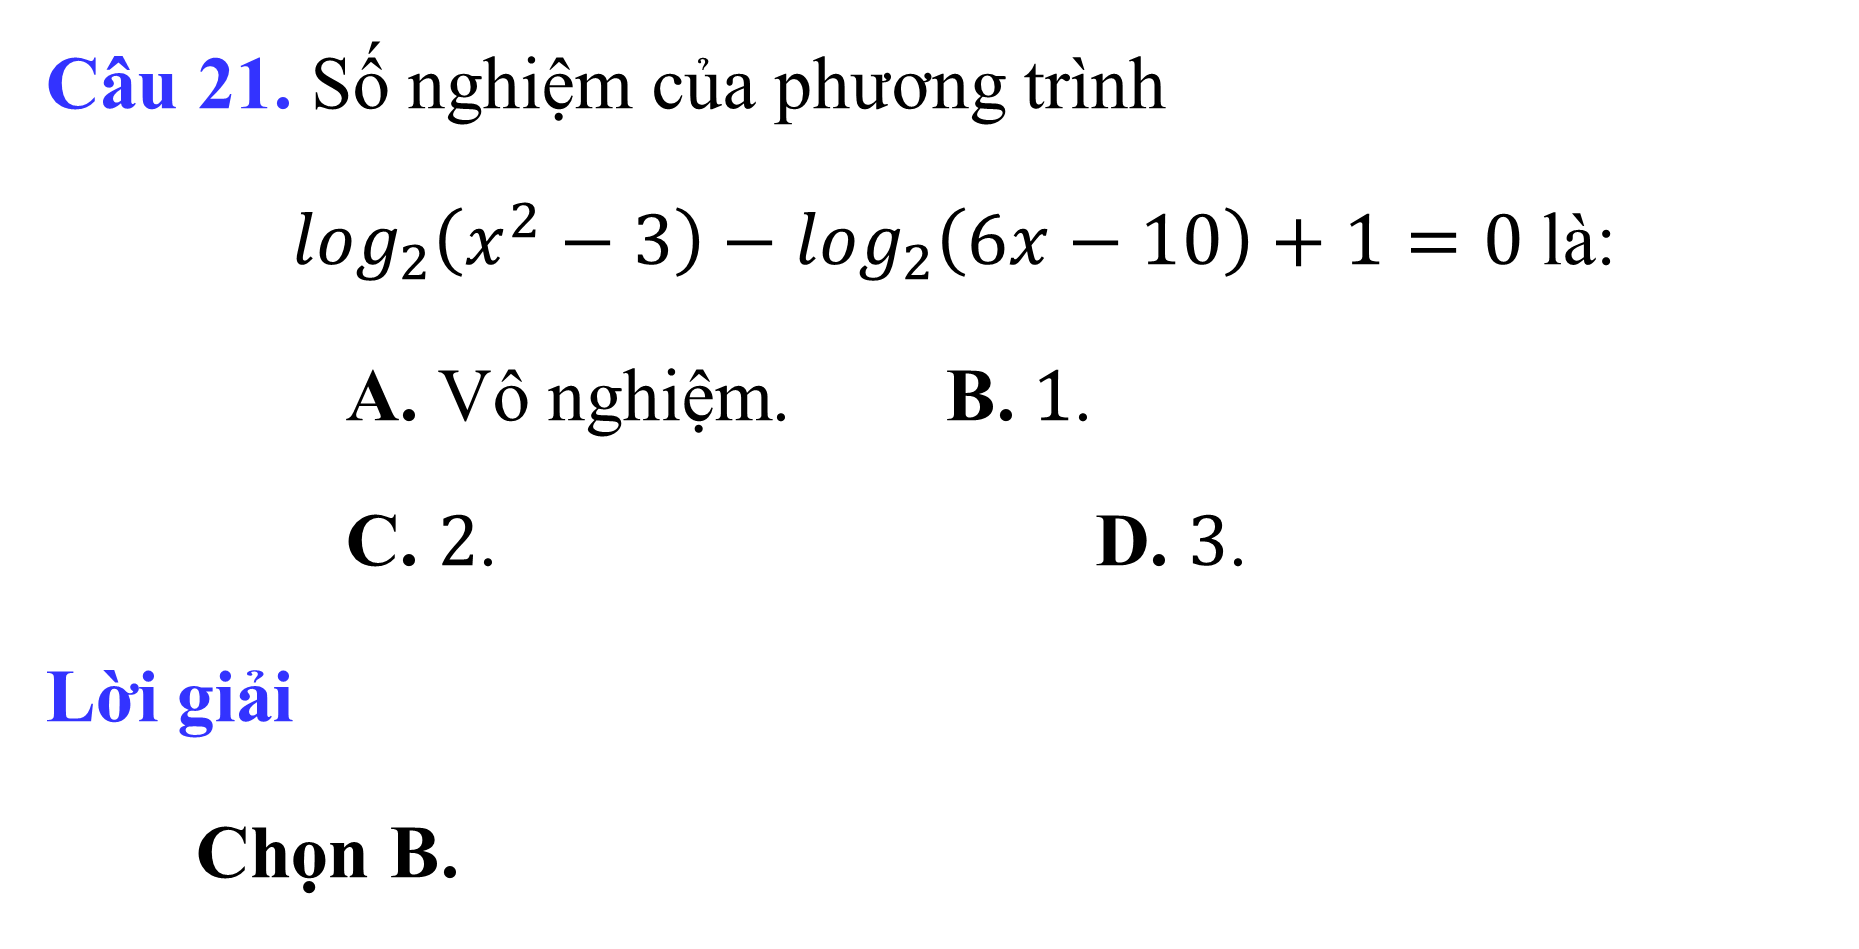 Câu 21. Số nghiệm của phương trình
log₂(x² − 3) − log₂(6x − 10) + 1 = 0 là:
A. Vô nghiệm. B. 1.
C. 2. D. 3.
Lời giải
Chọn B.